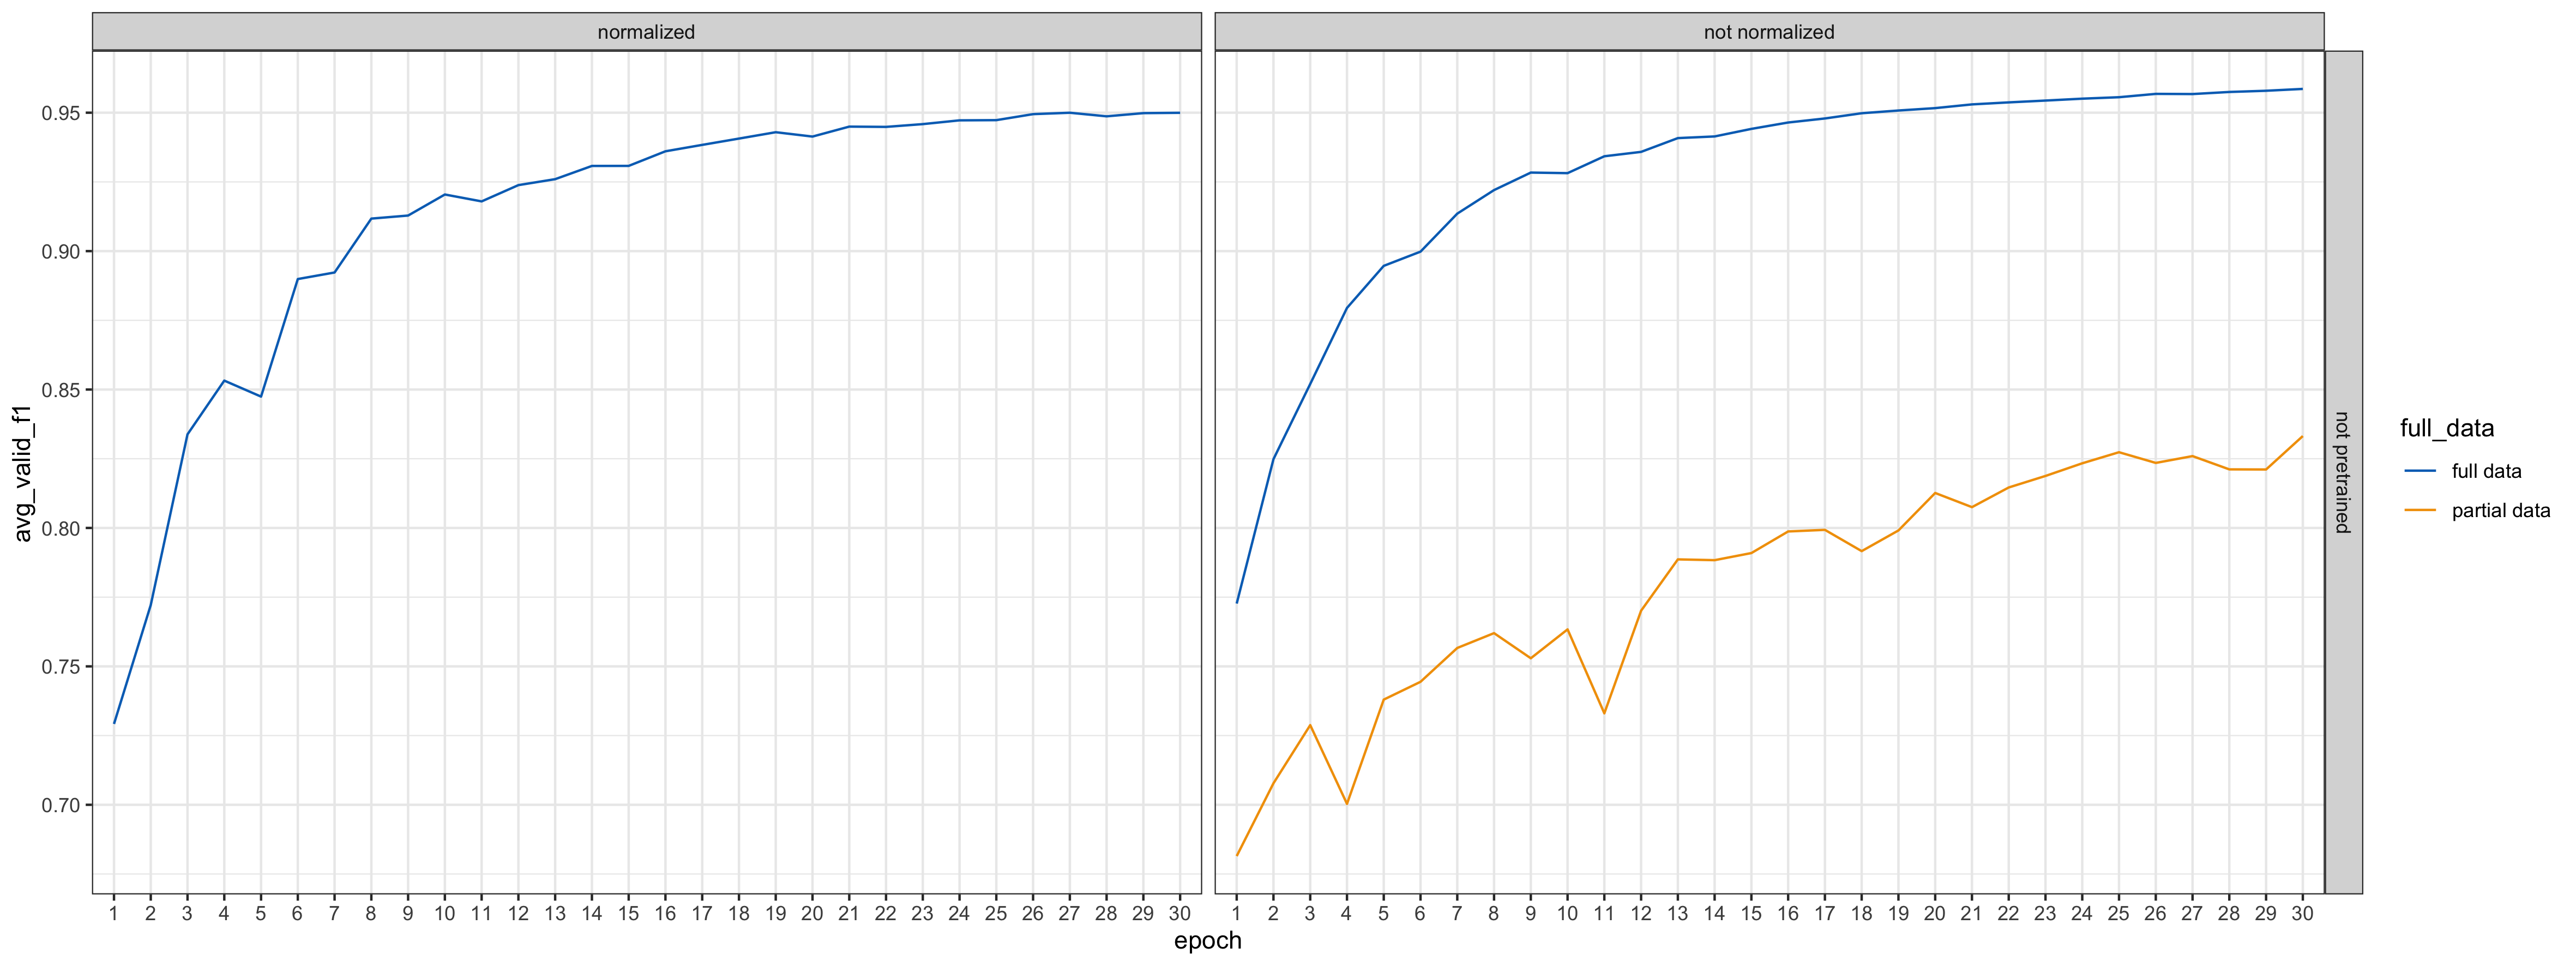 normalized
not normalized
0.95
0.90
0.85
0.80
0.75
0.70
avg_valid_f1
1 2 3 4 5 6 7 8 9 10 11 12 13 14 15 16 17 18 19 20 21 22 23 24 25 26 27 28 29 30
1 2 3 4 5 6 7 8 9 10 11 12 13 14 15 16 17 18 19 20 21 22 23 24 25 26 27 28 29 30
epoch
not pretrained
full_data
full data
partial data